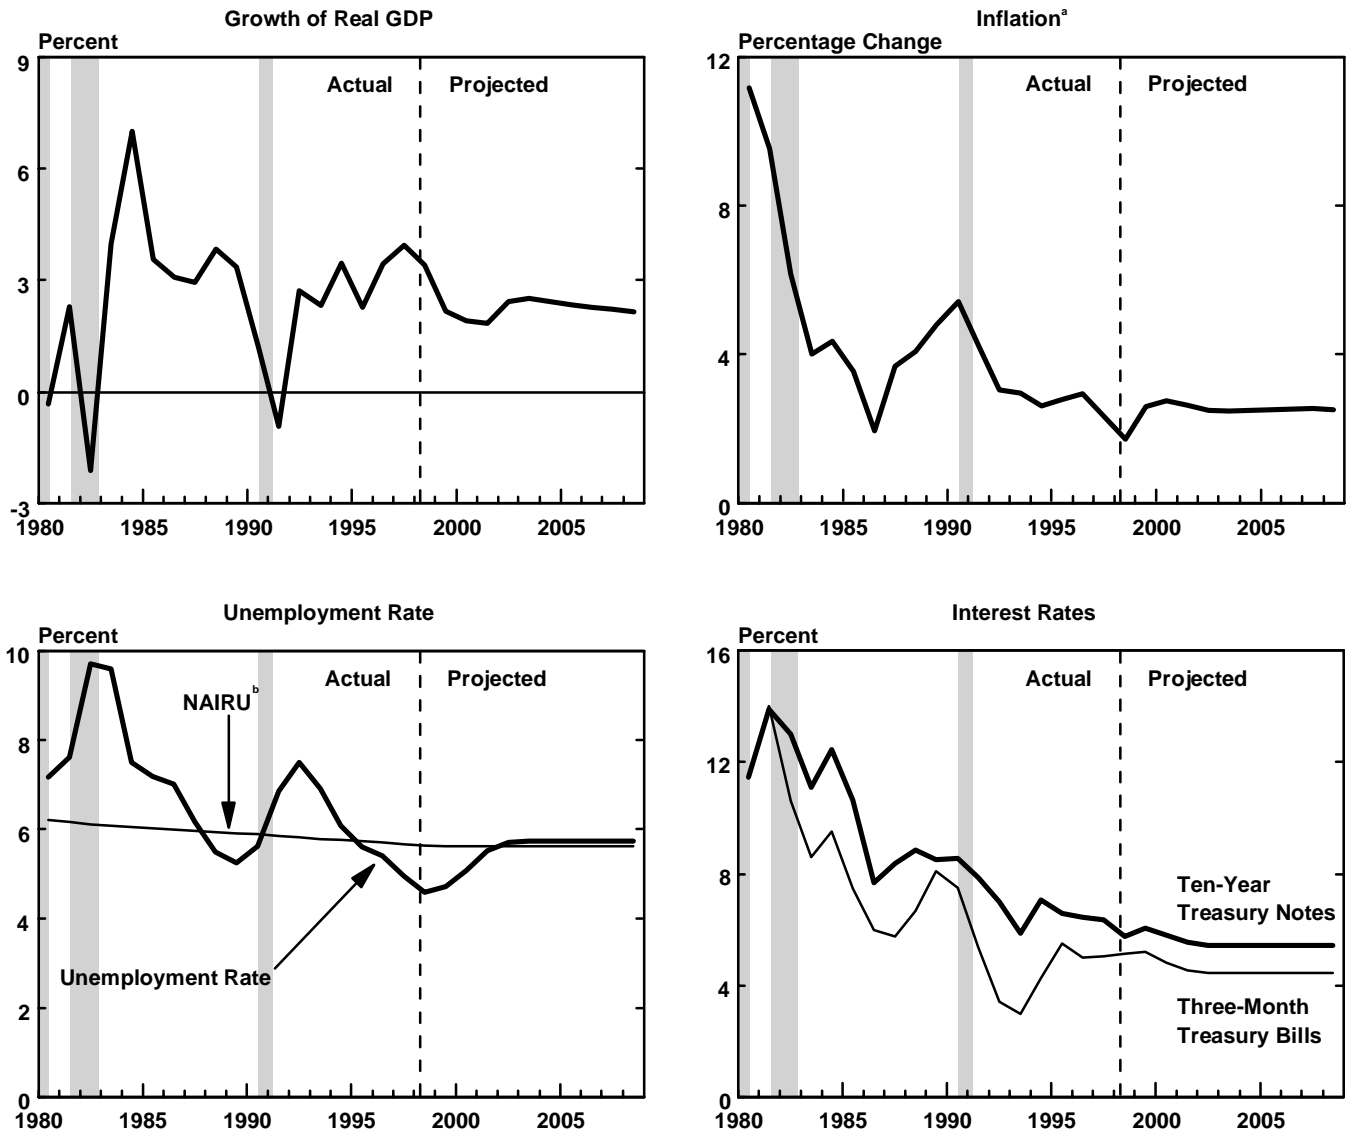 Growth of Real GDP
Percent
9
6
3
0
-3
Actual
Projected
1980 1985 1990 1995 2000 2005
Inflationᵃ
Percentage Change
12
8
4
0
Actual
Projected
1980 1985 1990 1995 2000 2005
Unemployment Rate
Percent
10
8
6
4
2
0
Actual
Projected
NAIRUᵇ
Unemployment Rate
1980 1985 1990 1995 2000 2005
Interest Rates
Percent
16
12
8
4
0
Actual
Projected
Ten-Year
Treasury Notes
Three-Month
Treasury Bills
1980 1985 1990 1995 2000 2005